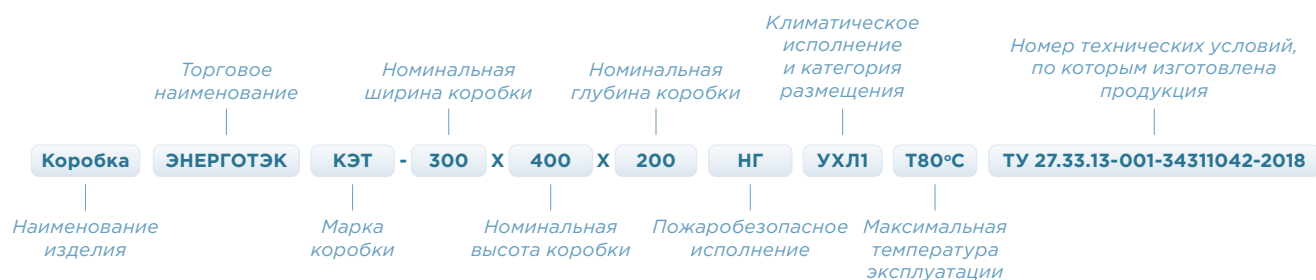 Торговое
наименование
Номинальная
ширина коробки
Номинальная
глубина коробки
Климатическое
исполнение
и категория
размещения
Номер технических условий,
по которым изготовлена
продукция
Коробка ЭНЕРГОТЭК КЭТ - 300 Х 400 Х 200 НГ УХЛ1 Т80°С ТУ 27.33.13-001-34311042-2018
Наименование
изделия
Марка
коробки
Номинальная
высота коробки
Пожаробезопасное
исполнение
Максимальная
температура
эксплуатации